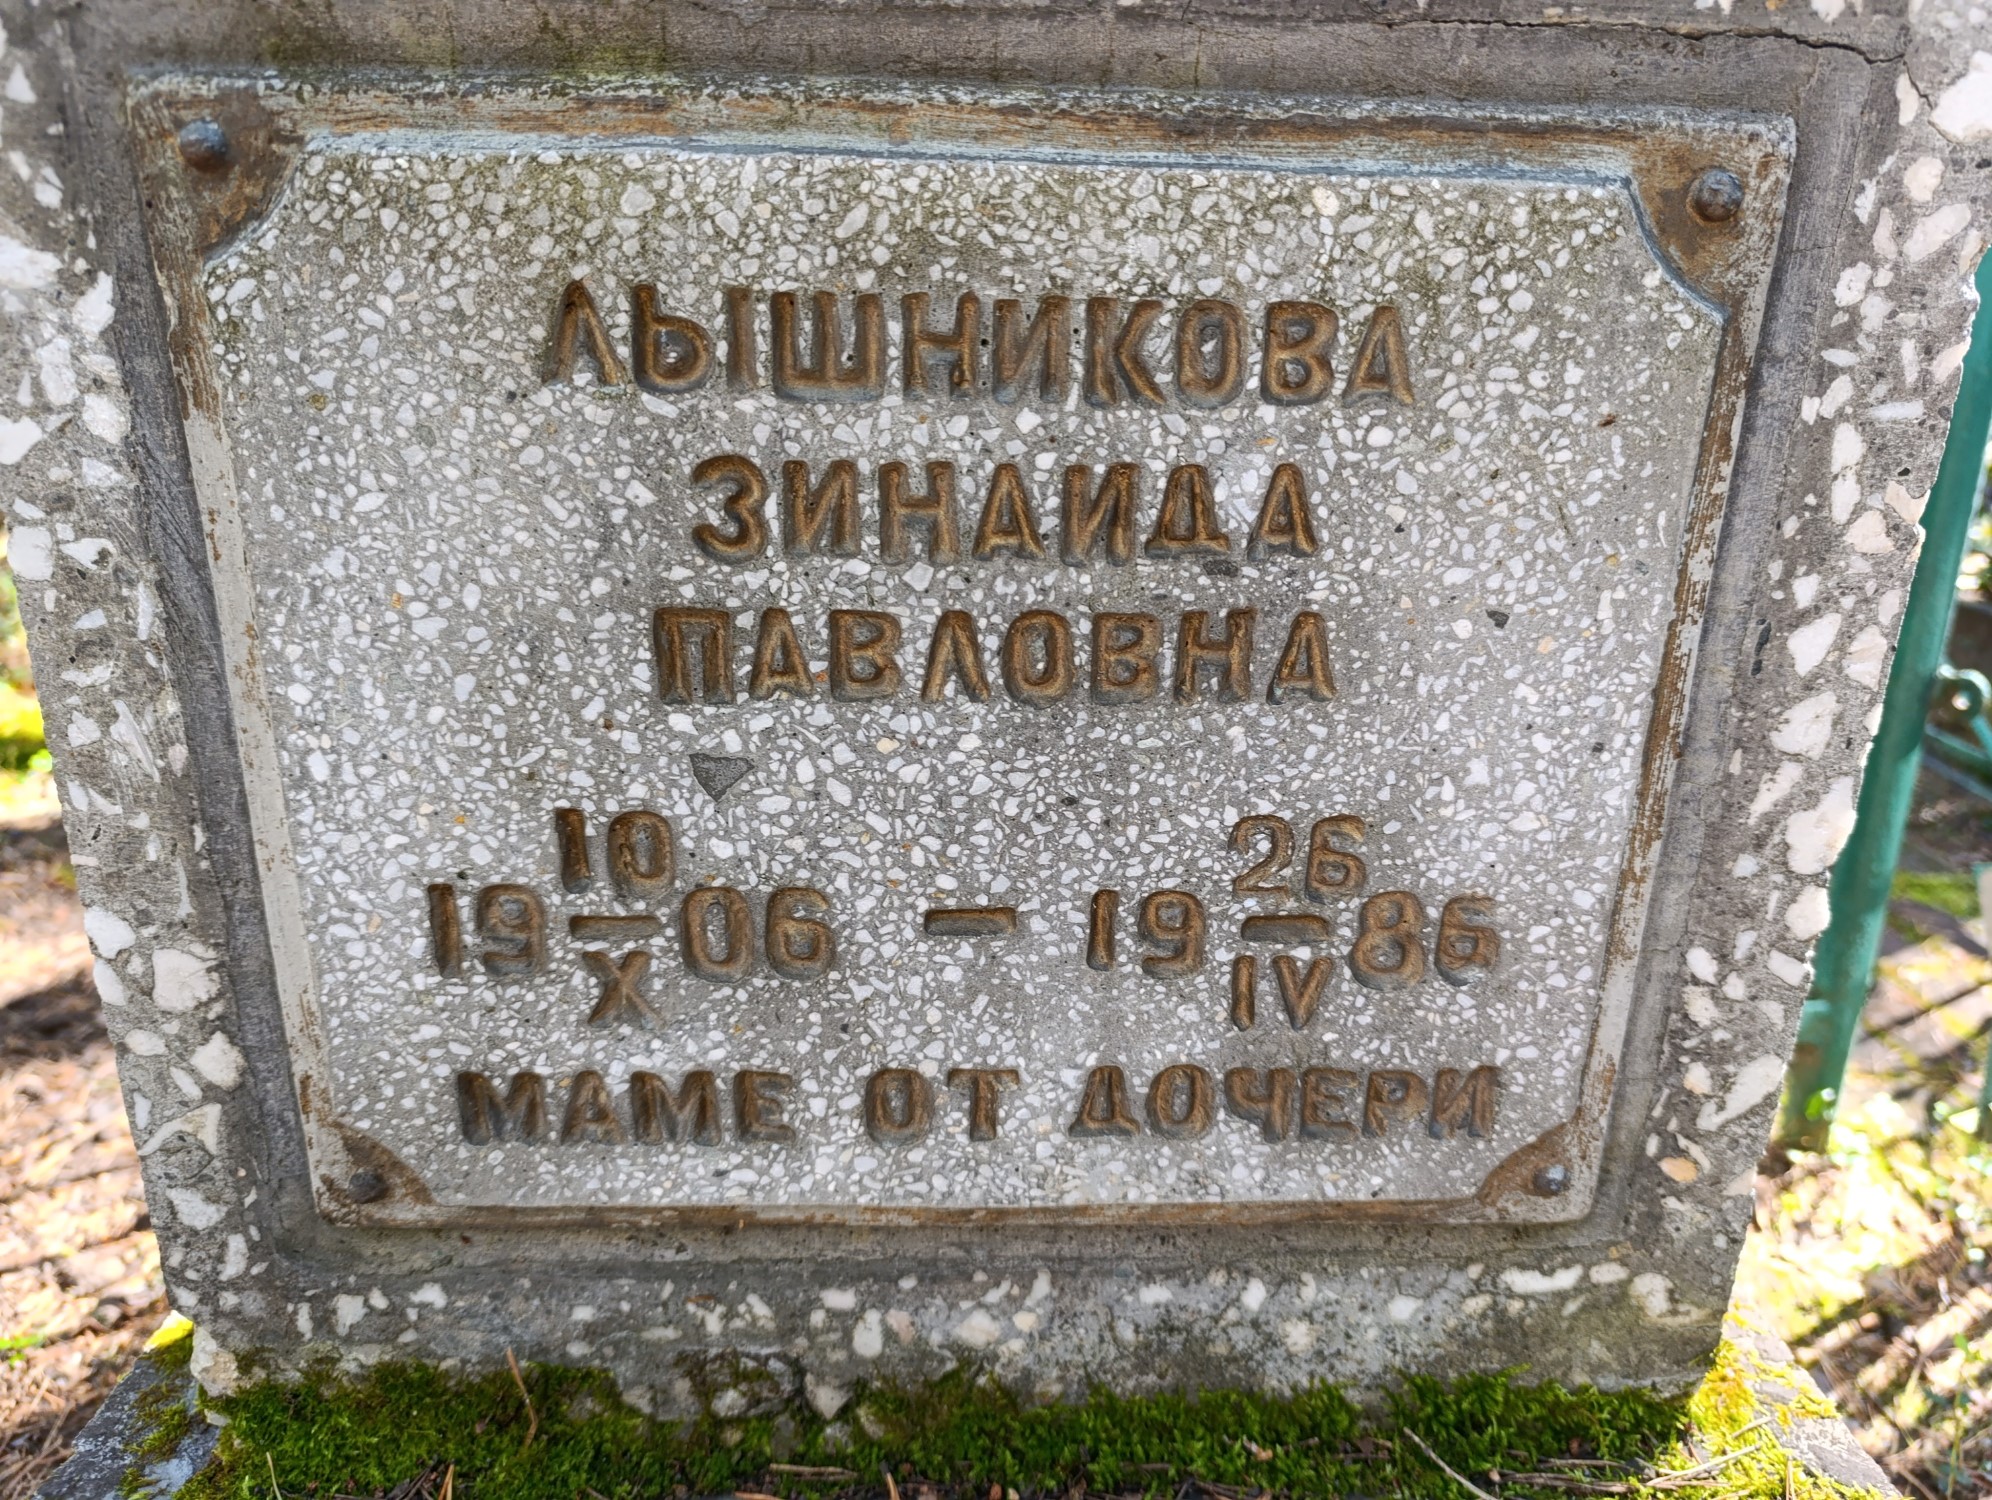 ЛЫШНИКОВА
ЗИНАИДА
ПАВЛОВНА
19 10/X 06 — 19 26/IV 86
МАМЕ ОТ ДОЧЕРИ